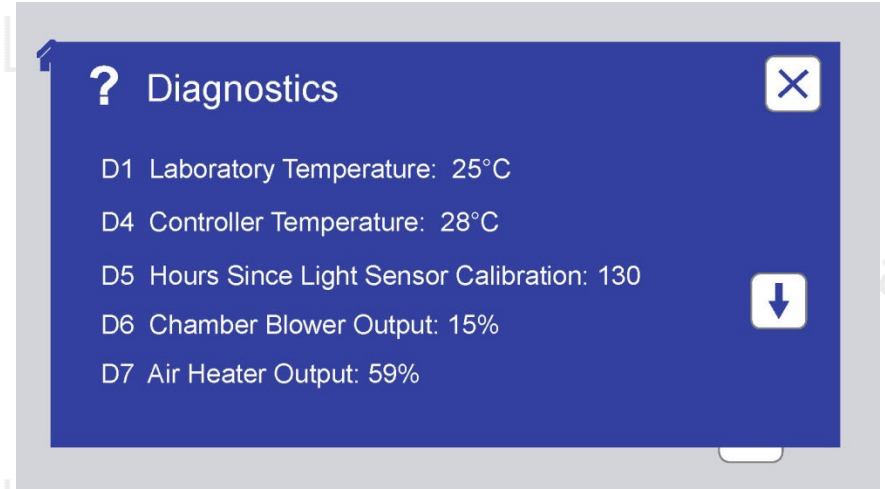 ? Diagnostics
D1 Laboratory Temperature: 25°C
D4 Controller Temperature: 28°C
D5 Hours Since Light Sensor Calibration: 130
D6 Chamber Blower Output: 15%
D7 Air Heater Output: 59%